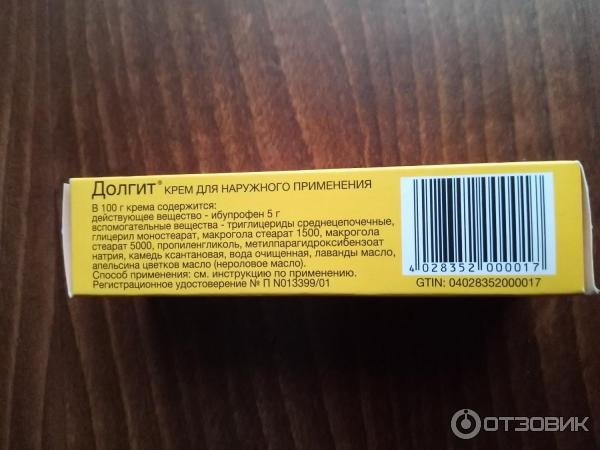 Долгит® КРЕМ ДЛЯ НАРУЖНОГО ПРИМЕНЕНИЯ
В 100 г крема содержится:
действующее вещество - ибупрофен 5 г
вспомогательные вещества - триглицериды среднецепочечные,
глицерил моностеарат, макрогола стеарат 1500, макрогола
стеарат 5000, пропиленгликоль, метилпарагидроксибензоат
натрия, камедь ксантановая, вода очищенная, лаванды масло,
апельсина цветков масло (нероловое масло).
Способ применения: см. инструкцию по применению.
Регистрационное удостоверение № П N013399/01
4 028352 000017
GTIN: 04028352000017
ОТЗОВИК